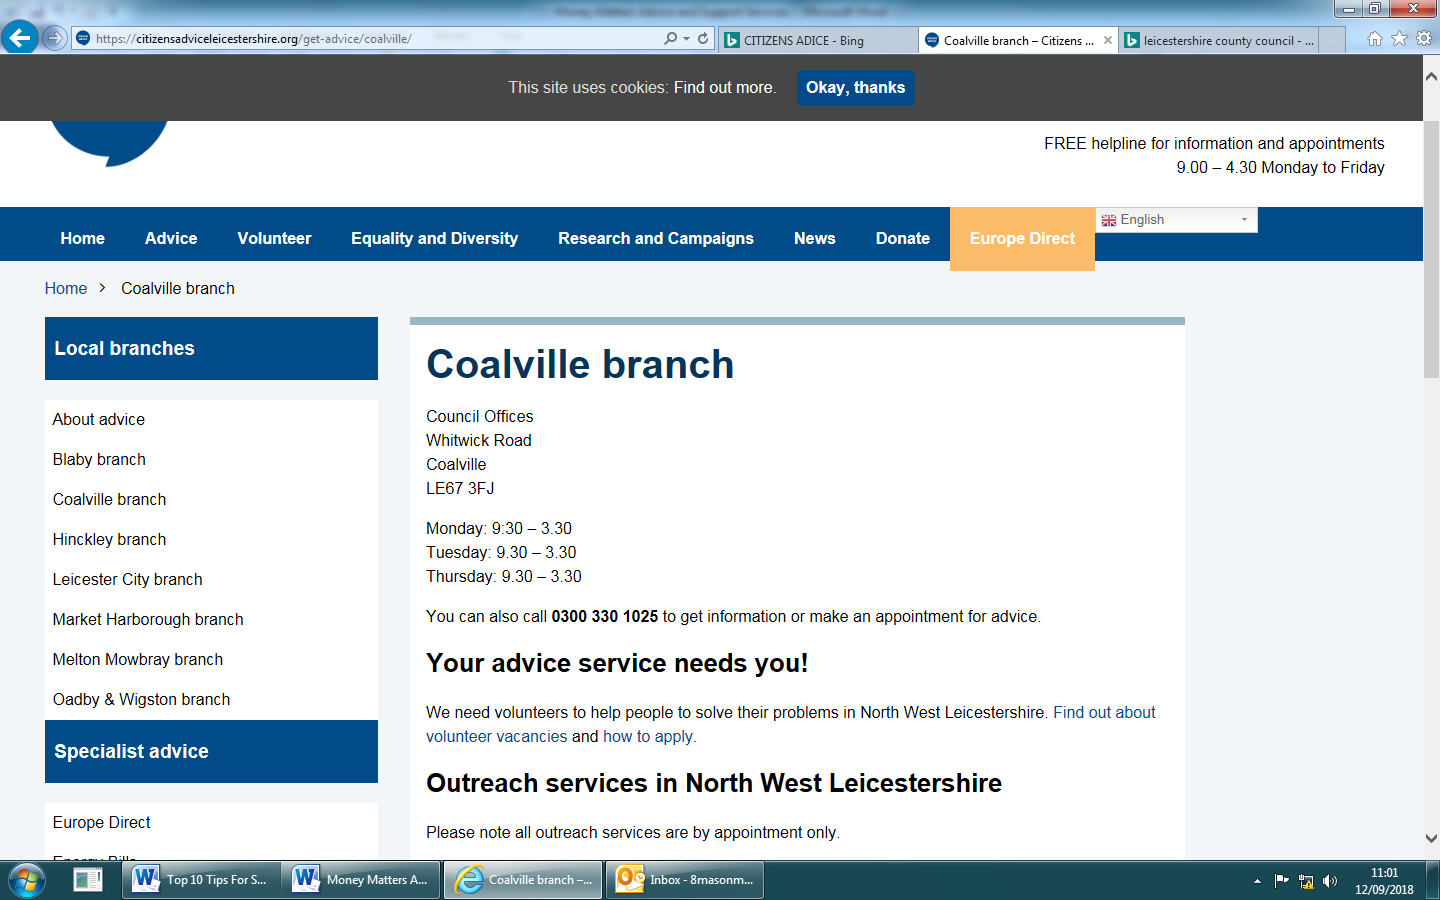 https://citizensadviceleicestershire.org/get-advice/coalville/
CITIZENS ADICE - Bing
Coalville branch – Citizens ...
leicestershire county council - ...
This site uses cookies: Find out more.
Okay, thanks
FREE helpline for information and appointments
9.00 – 4.30 Monday to Friday
Home Advice Volunteer Equality and Diversity Research and Campaigns News Donate Europe Direct English
Home > Coalville branch
Local branches
About advice
Blaby branch
Coalville branch
Hinckley branch
Leicester City branch
Market Harborough branch
Melton Mowbray branch
Oadby & Wigston branch
Specialist advice
Europe Direct
Coalville branch
Council Offices
Whitwick Road
Coalville
LE67 3FJ
Monday: 9:30 – 3.30
Tuesday: 9.30 – 3.30
Thursday: 9.30 – 3.30
You can also call 0300 330 1025 to get information or make an appointment for advice.
Your advice service needs you!
We need volunteers to help people to solve their problems in North West Leicestershire. Find out about
volunteer vacancies and how to apply.
Outreach services in North West Leicestershire
Please note all outreach services are by appointment only.
Top 10 Tips For S...
Money Matters A...
Coalville branch –...
Inbox - 8masonm...
11:01
12/09/2018